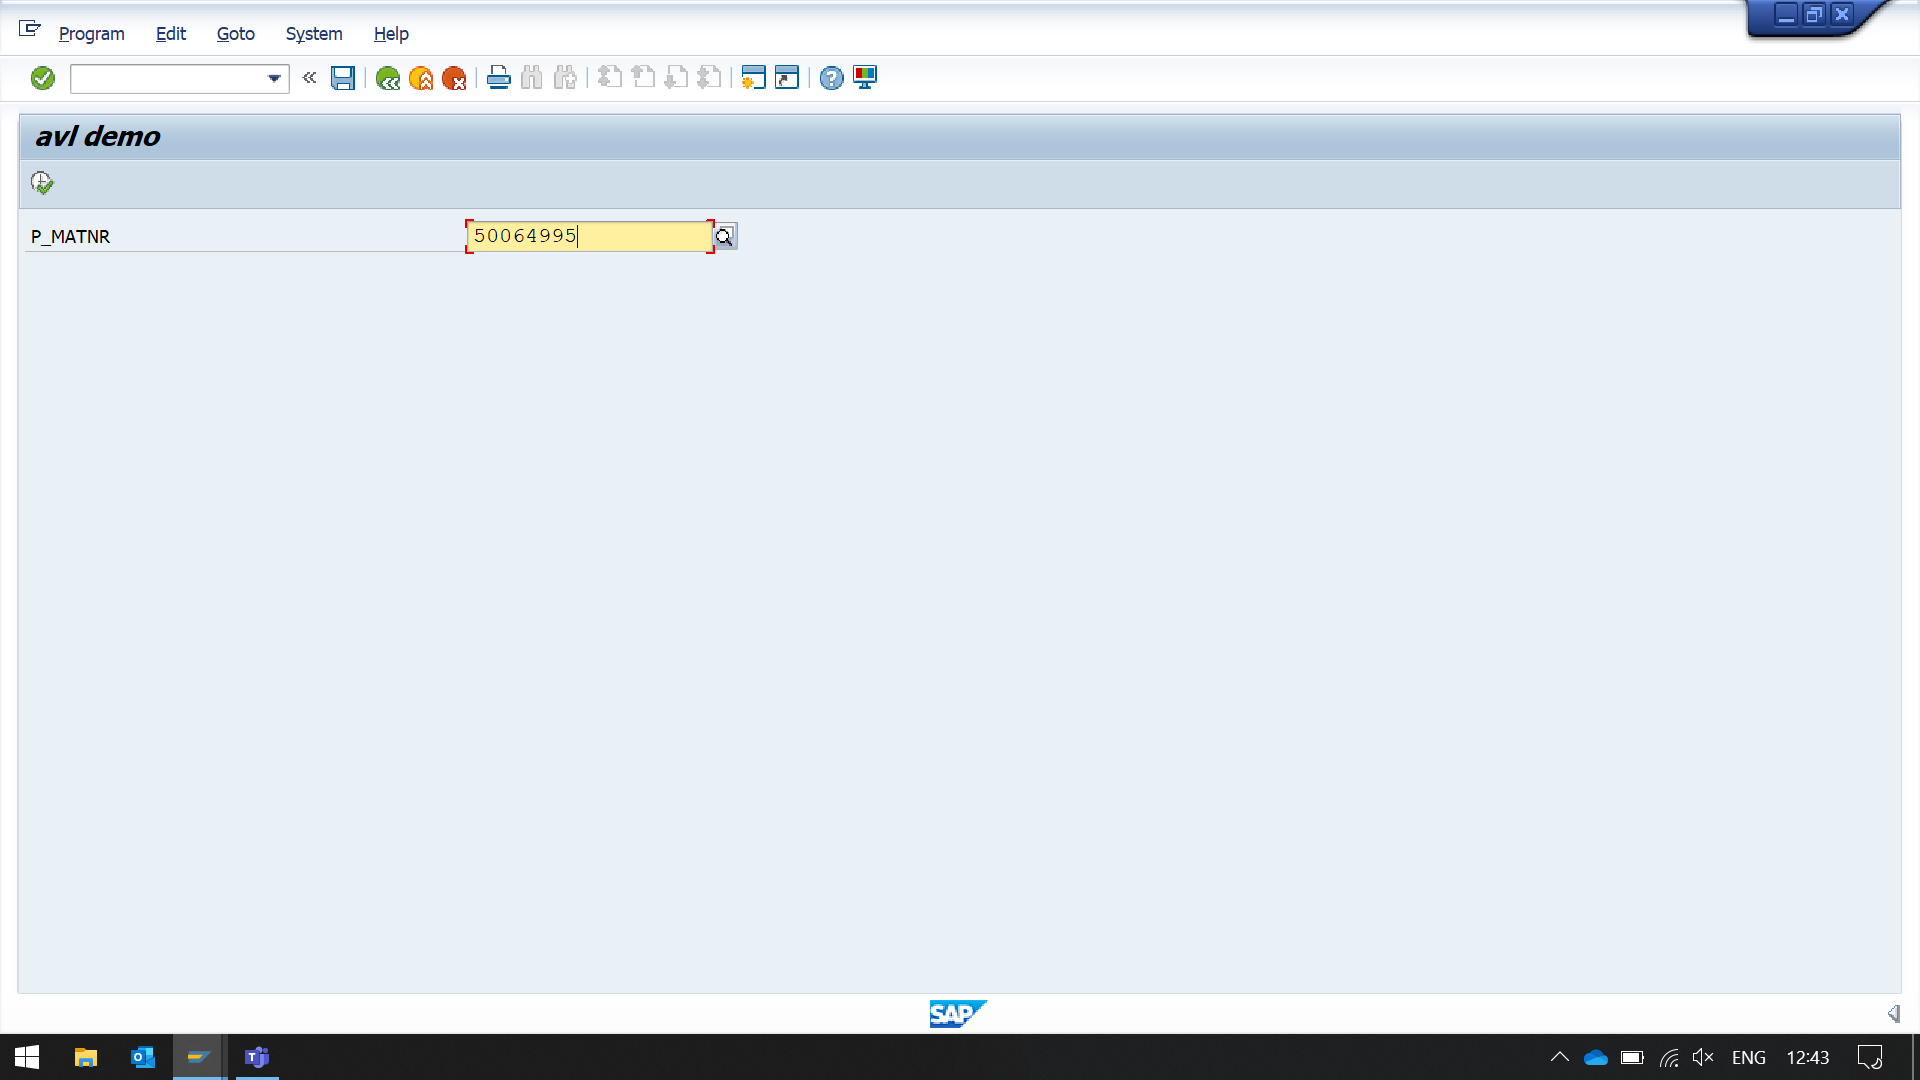 Program Edit Goto System Help
avl demo
P_MATNR 50064995
SAP
ENG 12:43